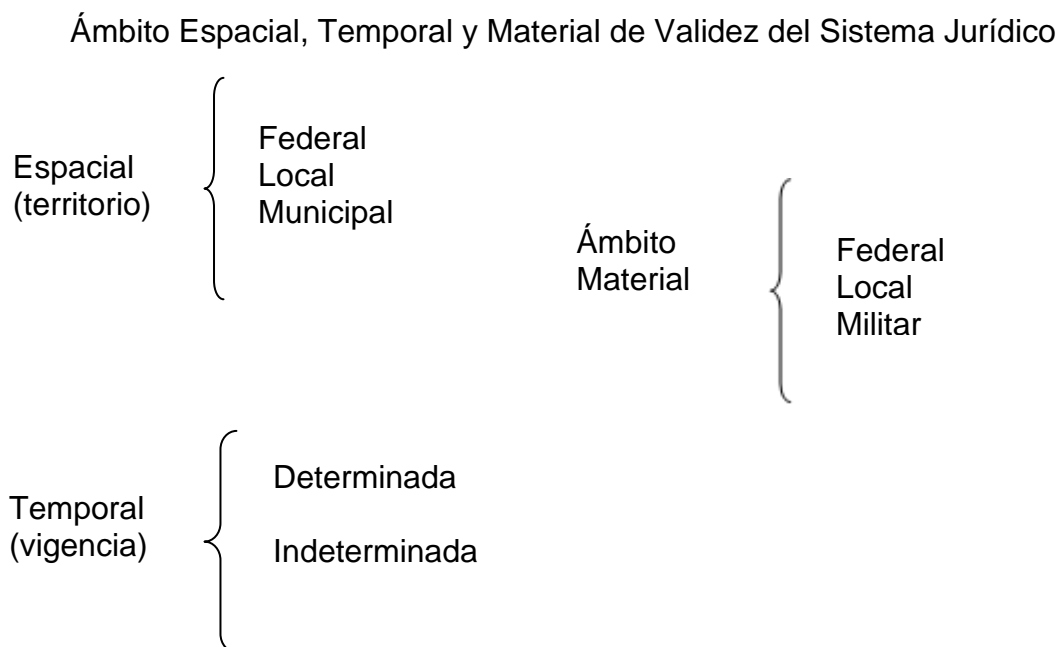 Ámbito Espacial, Temporal y Material de Validez del Sistema Jurídico
Espacial
(territorio)
Federal
Local
Municipal
Ámbito
Material
Federal
Local
Militar
Temporal
(vigencia)
Determinada
Indeterminada